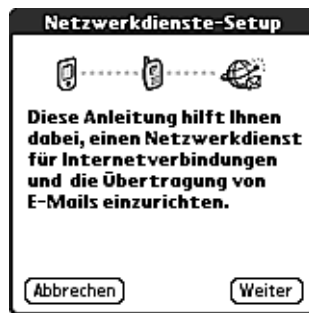 Netzwerkdienste-Setup
Diese Anleitung hilft Ihnen
dabei, einen Netzwerkdienst
für Internetverbindungen
und die Übertragung von
E-Mails einzurichten.
Abbrechen
Weiter